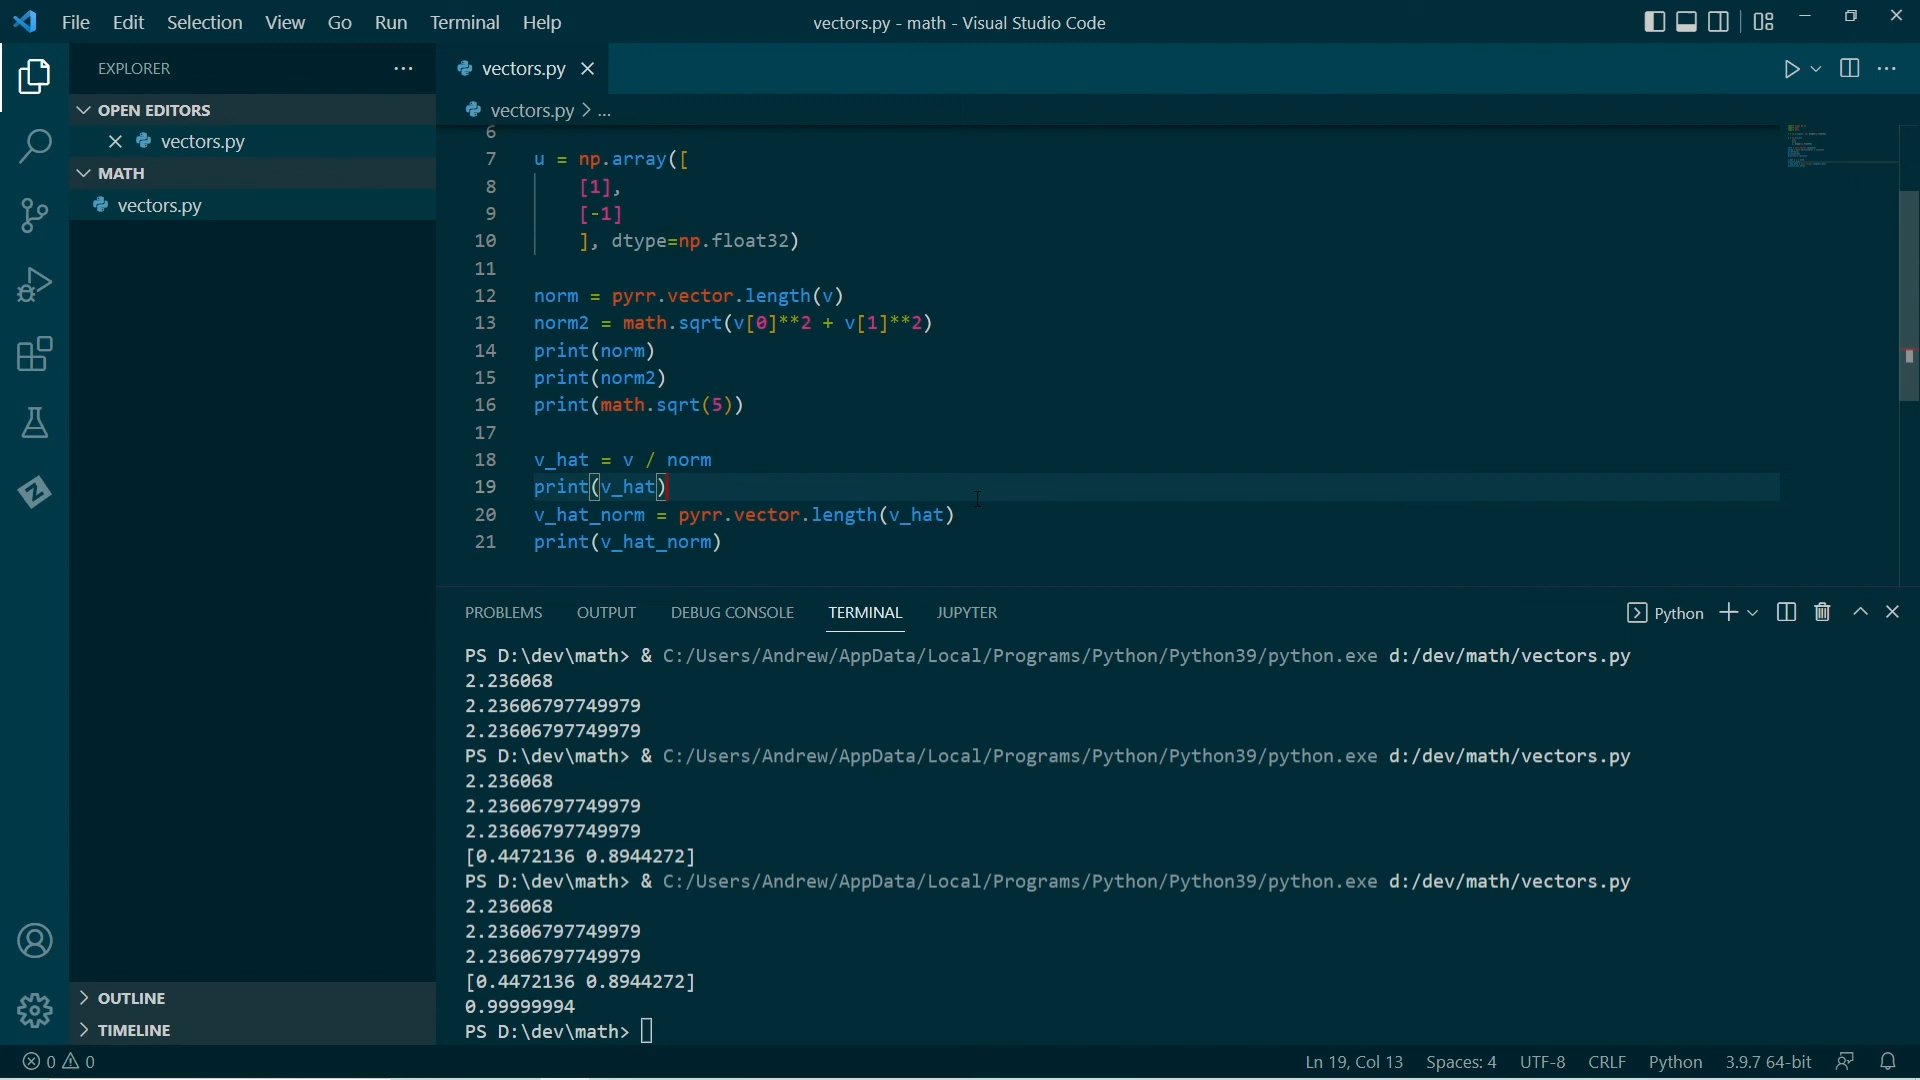 File Edit Selection View Go Run Terminal Help
vectors.py - math - Visual Studio Code
EXPLORER
OPEN EDITORS
vectors.py
MATH
vectors.py
OUTLINE
TIMELINE
vectors.py
vectors.py > ...
6
7 u = np.array([
8 [1],
9 [-1]
10 ], dtype=np.float32)
11
12 norm = pyrr.vector.length(v)
13 norm2 = math.sqrt(v[0]**2 + v[1]**2)
14 print(norm)
15 print(norm2)
16 print(math.sqrt(5))
17
18 v_hat = v / norm
19 print(v_hat)
20 v_hat_norm = pyrr.vector.length(v_hat)
21 print(v_hat_norm)
PROBLEMS OUTPUT DEBUG CONSOLE TERMINAL JUPYTER
Python
PS D:\dev\math> & C:/Users/Andrew/AppData/Local/Programs/Python/Python39/python.exe d:/dev/math/vectors.py
2.236068
2.23606797749979
2.23606797749979
PS D:\dev\math> & C:/Users/Andrew/AppData/Local/Programs/Python/Python39/python.exe d:/dev/math/vectors.py
2.236068
2.23606797749979
2.23606797749979
[0.4472136 0.8944272]
PS D:\dev\math> & C:/Users/Andrew/AppData/Local/Programs/Python/Python39/python.exe d:/dev/math/vectors.py
2.236068
2.23606797749979
2.23606797749979
[0.4472136 0.8944272]
0.99999994
PS D:\dev\math>
0 0
Ln 19, Col 13 Spaces: 4 UTF-8 CRLF Python 3.9.7 64-bit